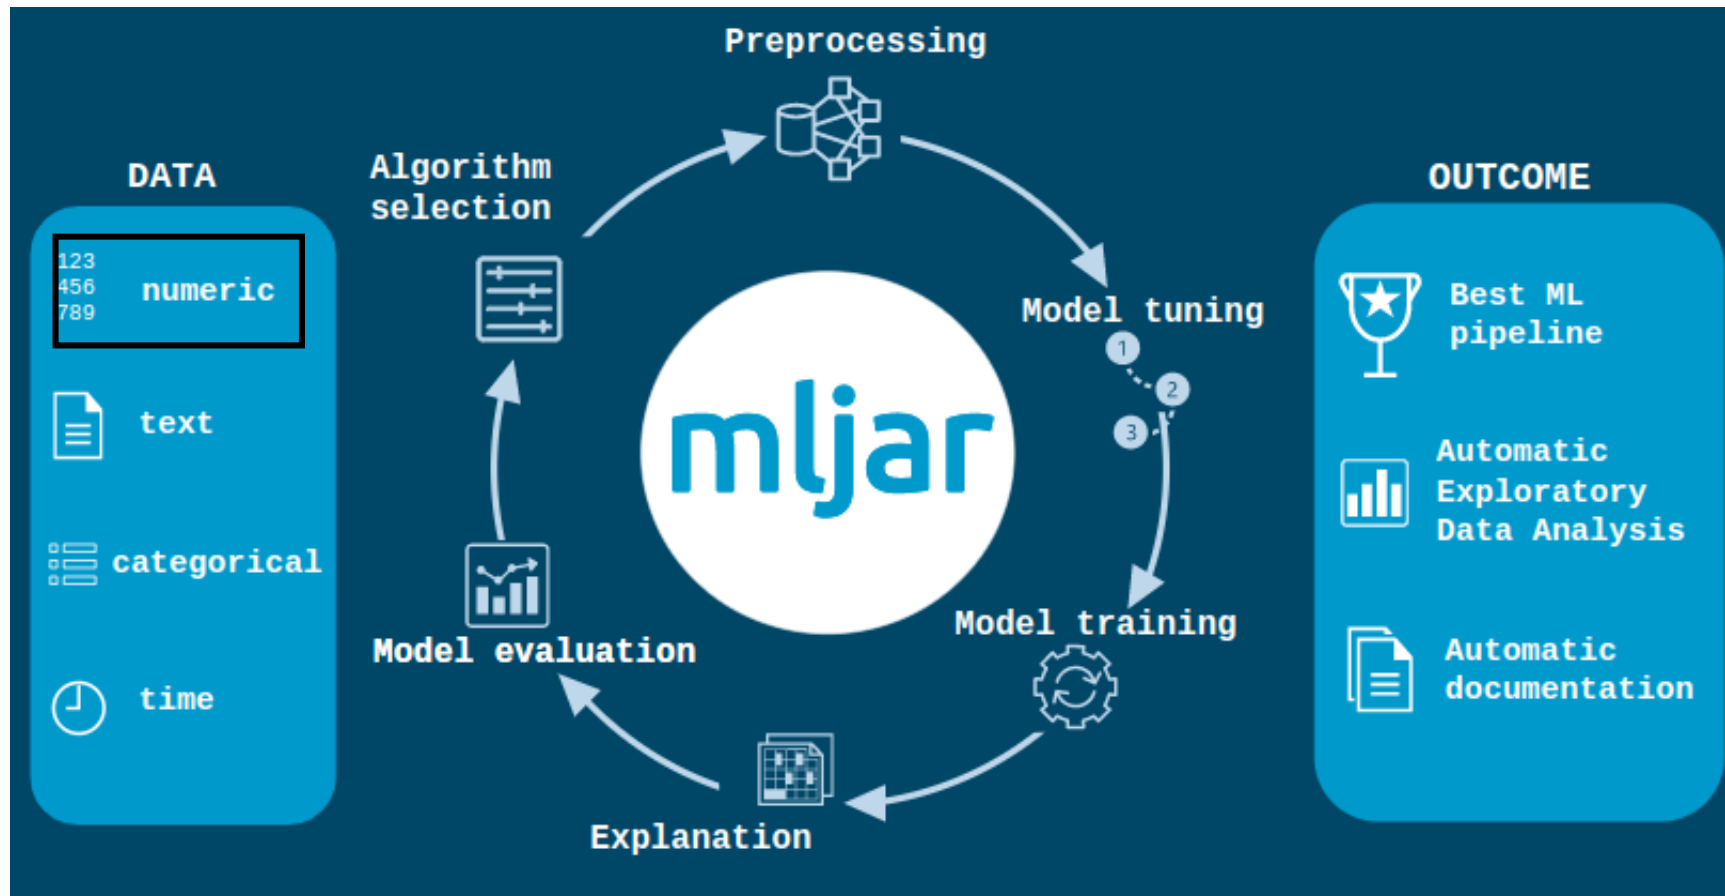 DATA
123
456
789
numeric
text
categorical
time
Preprocessing
Algorithm
selection
Model tuning
1
2
3
mljar
Model training
Model evaluation
Explanation
OUTCOME
Best ML
pipeline
Automatic
Exploratory
Data Analysis
Automatic
documentation